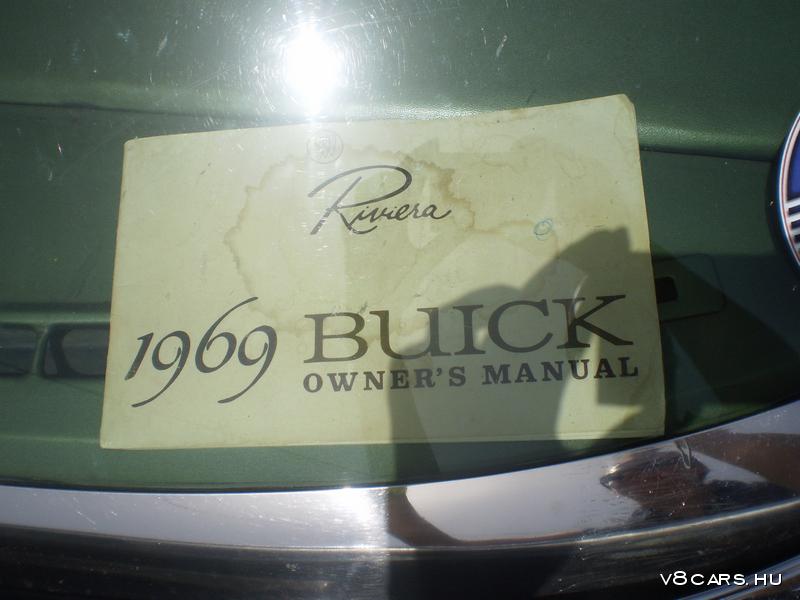 Riviera
1969 BUICK
OWNER'S MANUAL
V8CARS.HU